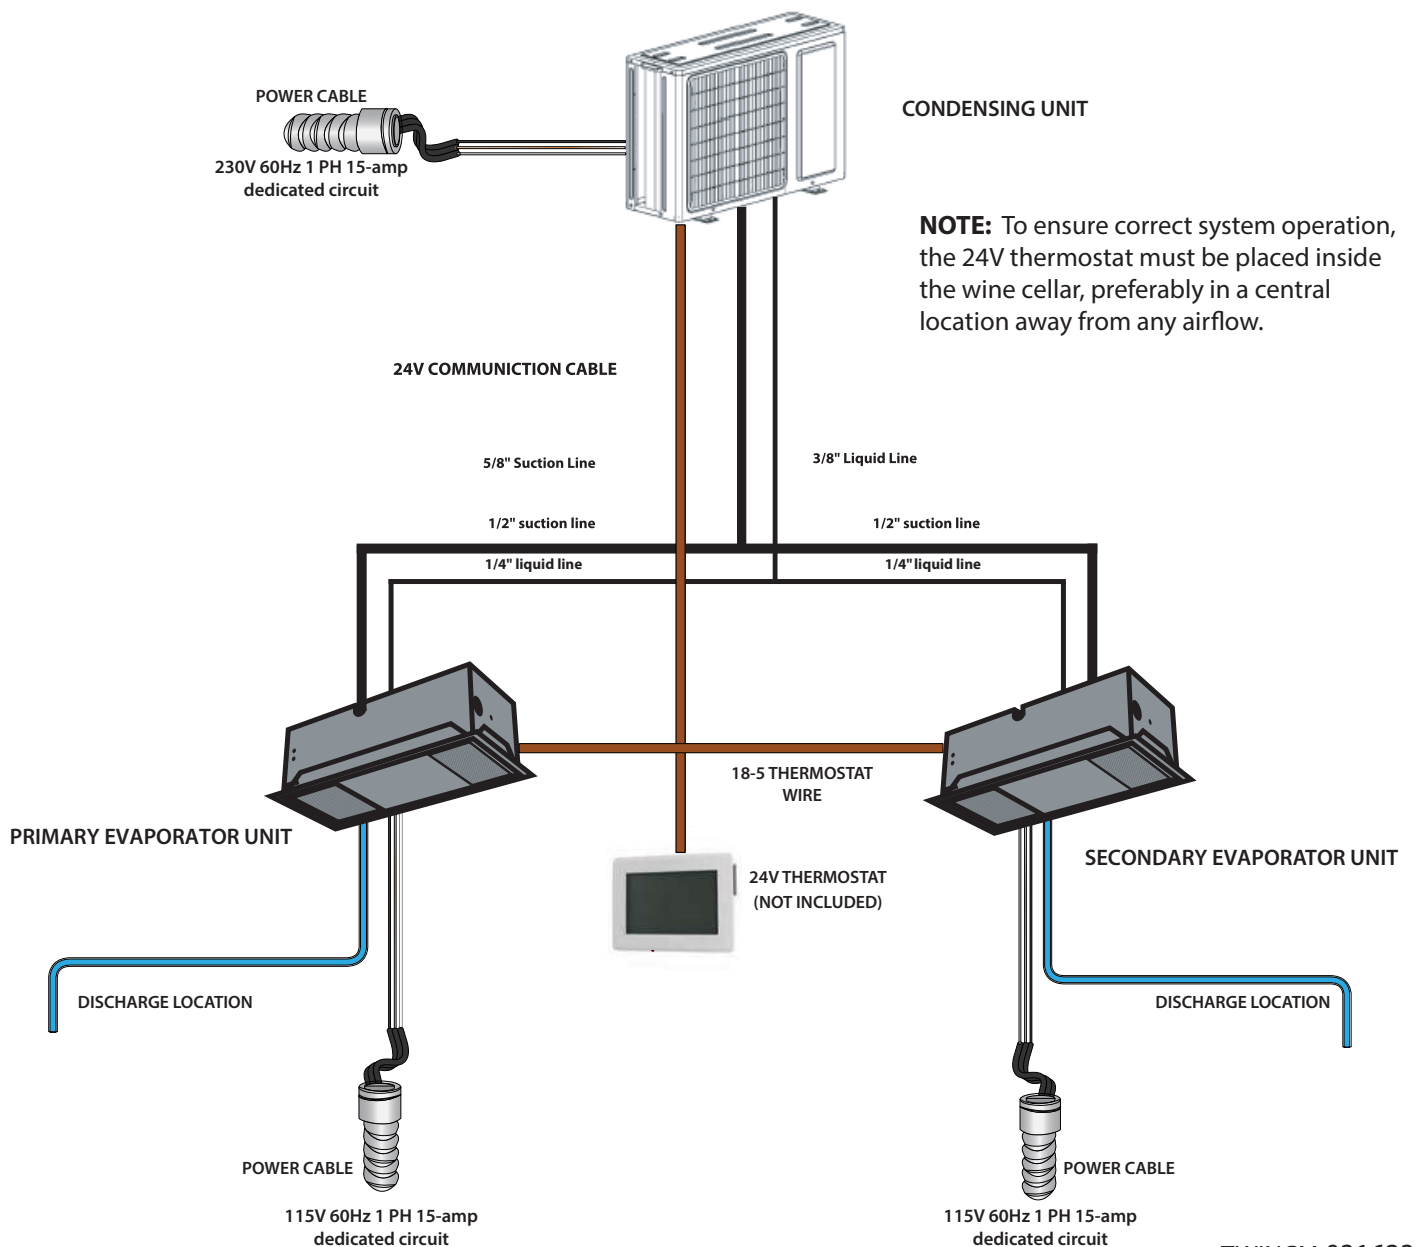 POWER CABLE
230V 60Hz 1 PH 15-amp
dedicated circuit
CONDENSING UNIT
NOTE: To ensure correct system operation,
the 24V thermostat must be placed inside
the wine cellar, preferably in a central
location away from any airflow.
24V COMMUNICTION CABLE
5/8" Suction Line
3/8" Liquid Line
1/2" suction line
1/2" suction line
1/4" liquid line
1/4" liquid line
18-5 THERMOSTAT
WIRE
PRIMARY EVAPORATOR UNIT
SECONDARY EVAPORATOR UNIT
24V THERMOSTAT
(NOT INCLUDED)
DISCHARGE LOCATION
DISCHARGE LOCATION
POWER CABLE
115V 60Hz 1 PH 15-amp
dedicated circuit
POWER CABLE
115V 60Hz 1 PH 15-amp
dedicated circuit